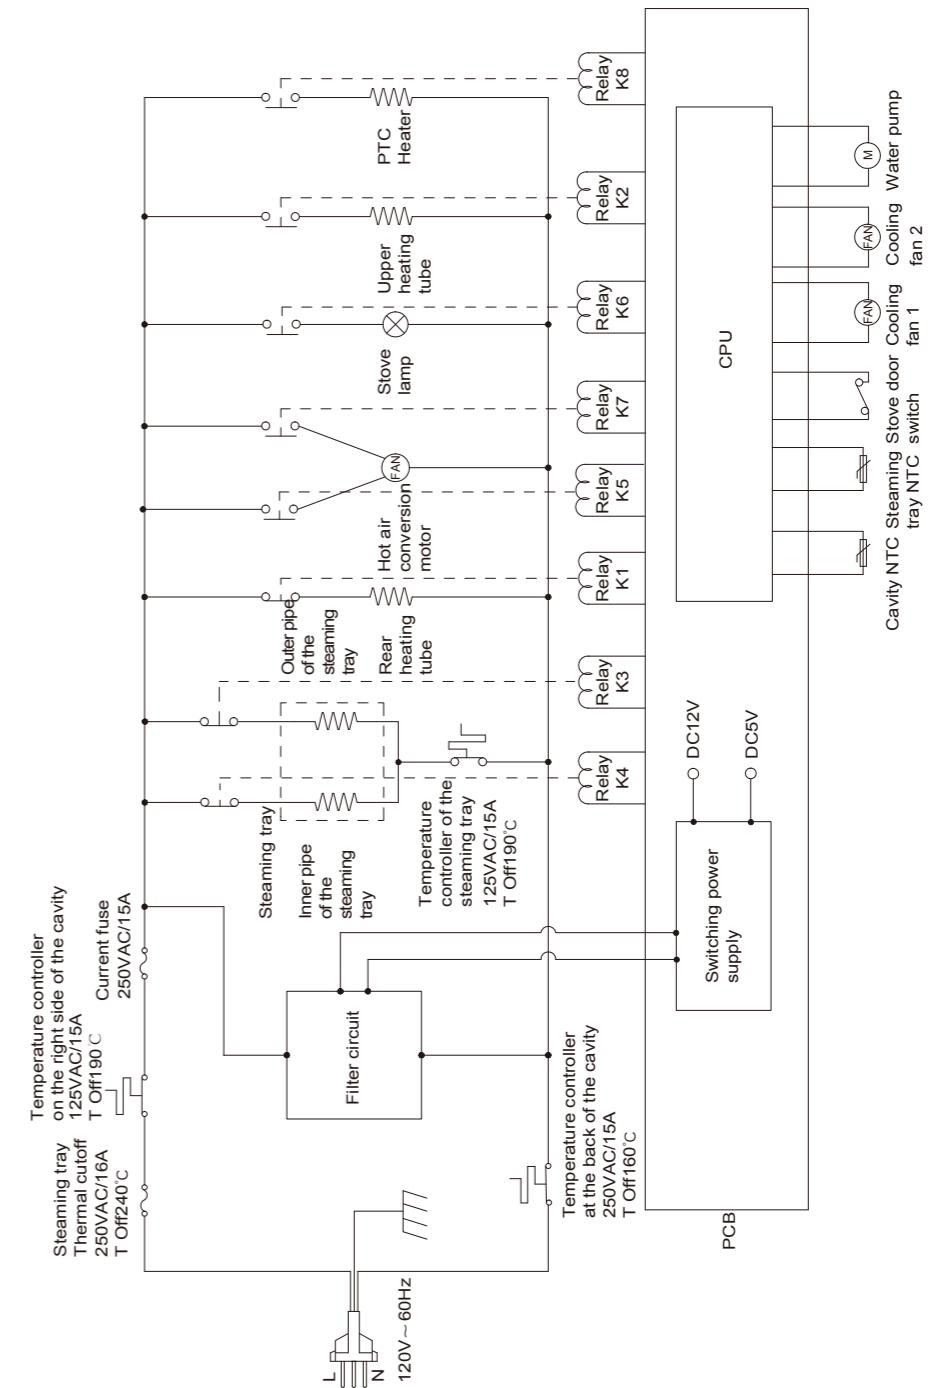 L
N
120V～60Hz
Steaming tray
Thermal cutoff
250VAC/16A
T Off240℃
Temperature controller
on the right side of the cavity
125VAC/15A
T Off190℃
Current fuse
250VAC/15A
Filter circuit
Temperature controller
at the back of the cavity
250VAC/15A
T Off160℃
Steaming tray
Inner pipe
of the
steaming
tray
Outer pipe
of the
steaming
tray
Temperature
controller of the
steaming tray
125VAC/15A
T Off190℃
Rear
heating
tube
FAN
Hot air
conversion
motor
Stove
lamp
Upper
heating
tube
PTC
Heater
Relay
K4
Relay
K3
Relay
K1
Relay
K5
Relay
K7
Relay
K6
Relay
K2
Relay
K8
PCB
Switching power
supply
DC12V
DC5V
CPU
Cavity NTC
Steaming
tray NTC
Stove door
switch
FAN
Cooling
fan 1
FAN
Cooling
fan 2
M
Water pump